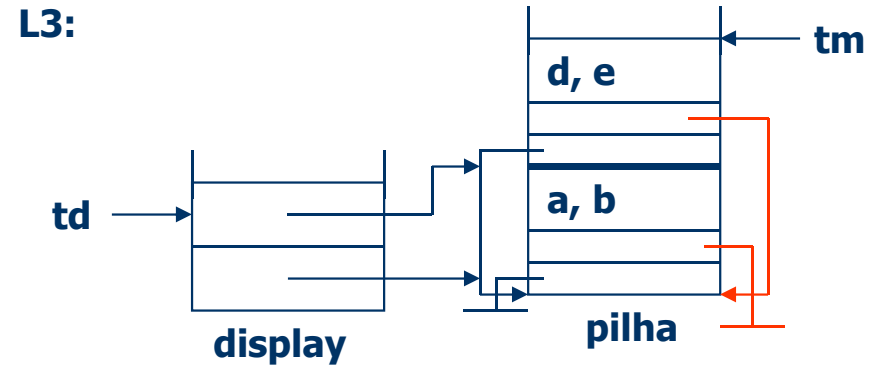 L3:
tm
d, e
a, b
td
pilha
display